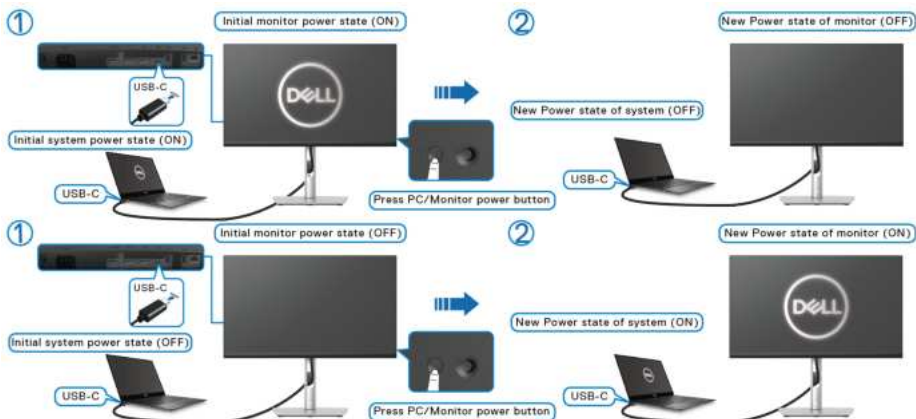 1
Initial monitor power state (ON)
2
New Power state of monitor (OFF)
USB-C
DELL
New Power state of system (OFF)
Initial system power state (ON)
USB-C
USB-C
Press PC/Monitor power button
1
Initial monitor power state (OFF)
2
New Power state of monitor (ON)
USB-C
DELL
New Power state of system (ON)
Initial system power state (OFF)
USB-C
USB-C
Press PC/Monitor power button